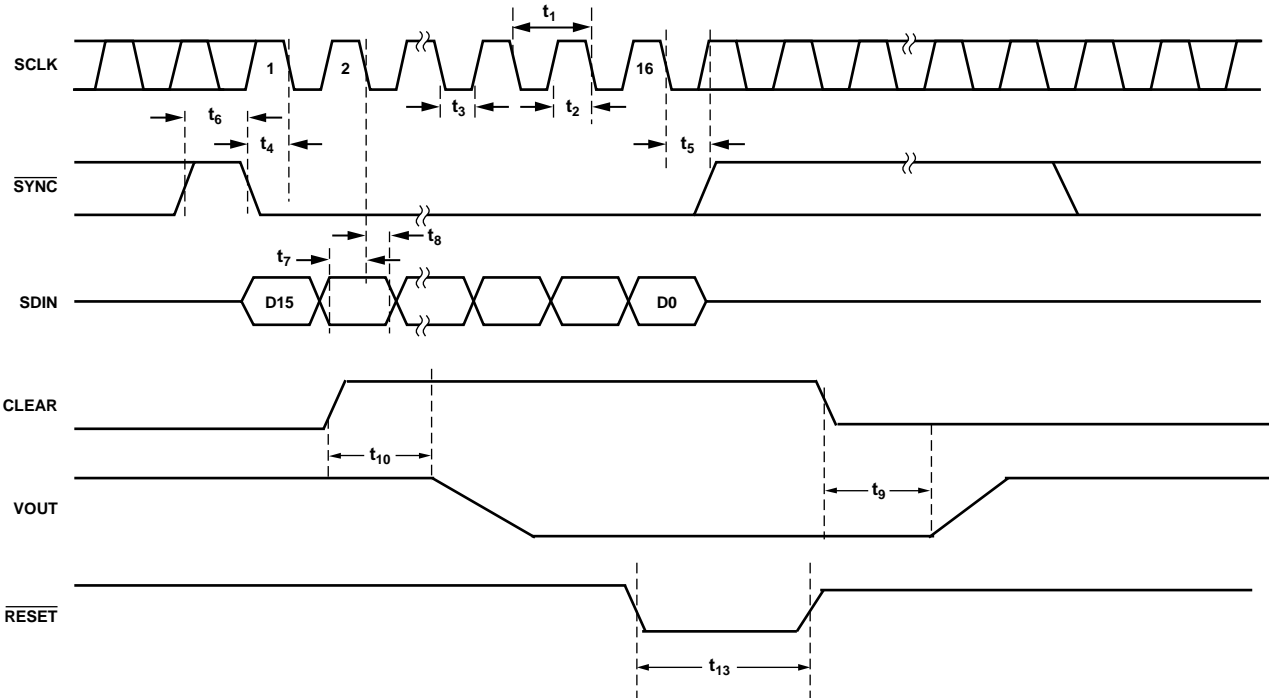 t1
SCLK
1
2
16
t3
t2
t6
t4
t5
SYNC
t8
t7
SDIN
D15
D0
CLEAR
t10
t9
VOUT
RESET
t13